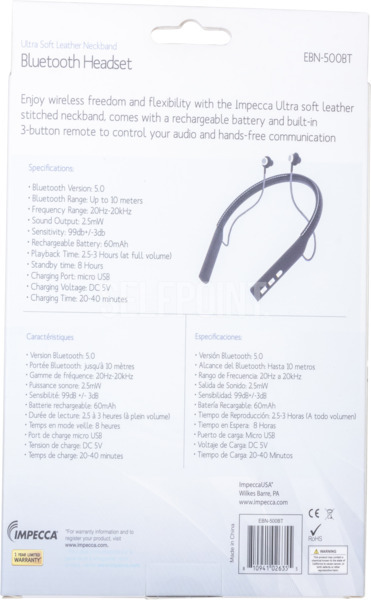 Ultra Soft Leather Neckband
Bluetooth Headset
EBN-500BT
Enjoy wireless freedom and flexibility with the Impecca Ultra soft leather
stitched neckband, comes with a rechargeable battery and built-in
3-button remote to control your audio and hands-free communication
Specifications:
• Bluetooth Version: 5.0
• Bluetooth Range: Up to 10 meters
• Frequency Range: 20Hz-20kHz
• Sound Output: 2.5mW
• Sensitivity: 99db+/-3db
• Rechargeable Battery: 60mAh
• Playback Time: 2.5-3 Hours (at full volume)
• Standby time: 8 Hours
• Charging Port: micro USB
• Charging Voltage: DC 5V
• Charging Time: 20-40 minutes
Caractéristiques
• Version Bluetooth: 5.0
• Portée Bluetooth: jusqu'à 10 mètres
• Gamme de fréquence: 20Hz-20kHz
• Puissance sonore: 2.5mW
• Sensibilité: 99dB +/- 3dB
• Batterie rechargeable: 60mAh
• Durée de lecture: 2.5 à 3 heures (à plein volume)
• Temps en mode veille: 8 heures
• Port de charge micro USB
• Tension de charge: DC 5V
• Temps de charge: 20-40 minutes
Especificaciones:
• Versión Bluetooth: 5.0
• Alcance del Bluetooth: Hasta 10 metros
• Rango de Frecuencia: 20Hz a 20kHz
• Salida de Sonido: 2.5mW
• Sensibilidad: 99dB+/-3dB
• Batería Recargable: 60mAh
• Tiempo de Reproducción: 2.5-3 Horas (A todo volumen)
• Tiempo en Espera: 8 Horas
• Puerto de carga: Micro USB
• Voltaje de Carga: DC 5V
• Tiempo de Carga: 20-40 Minutos
ImpeccaUSA®
Wilkes Barre, PA
www.impecca.com
IMPECCA
1 YEAR LIMITED
WARRANTY*
*For warranty information and to
register your product, visit
www.impecca.com
Made in China
EBN-500BT
8 10941 02635 1
CE
RoHS
WARNING